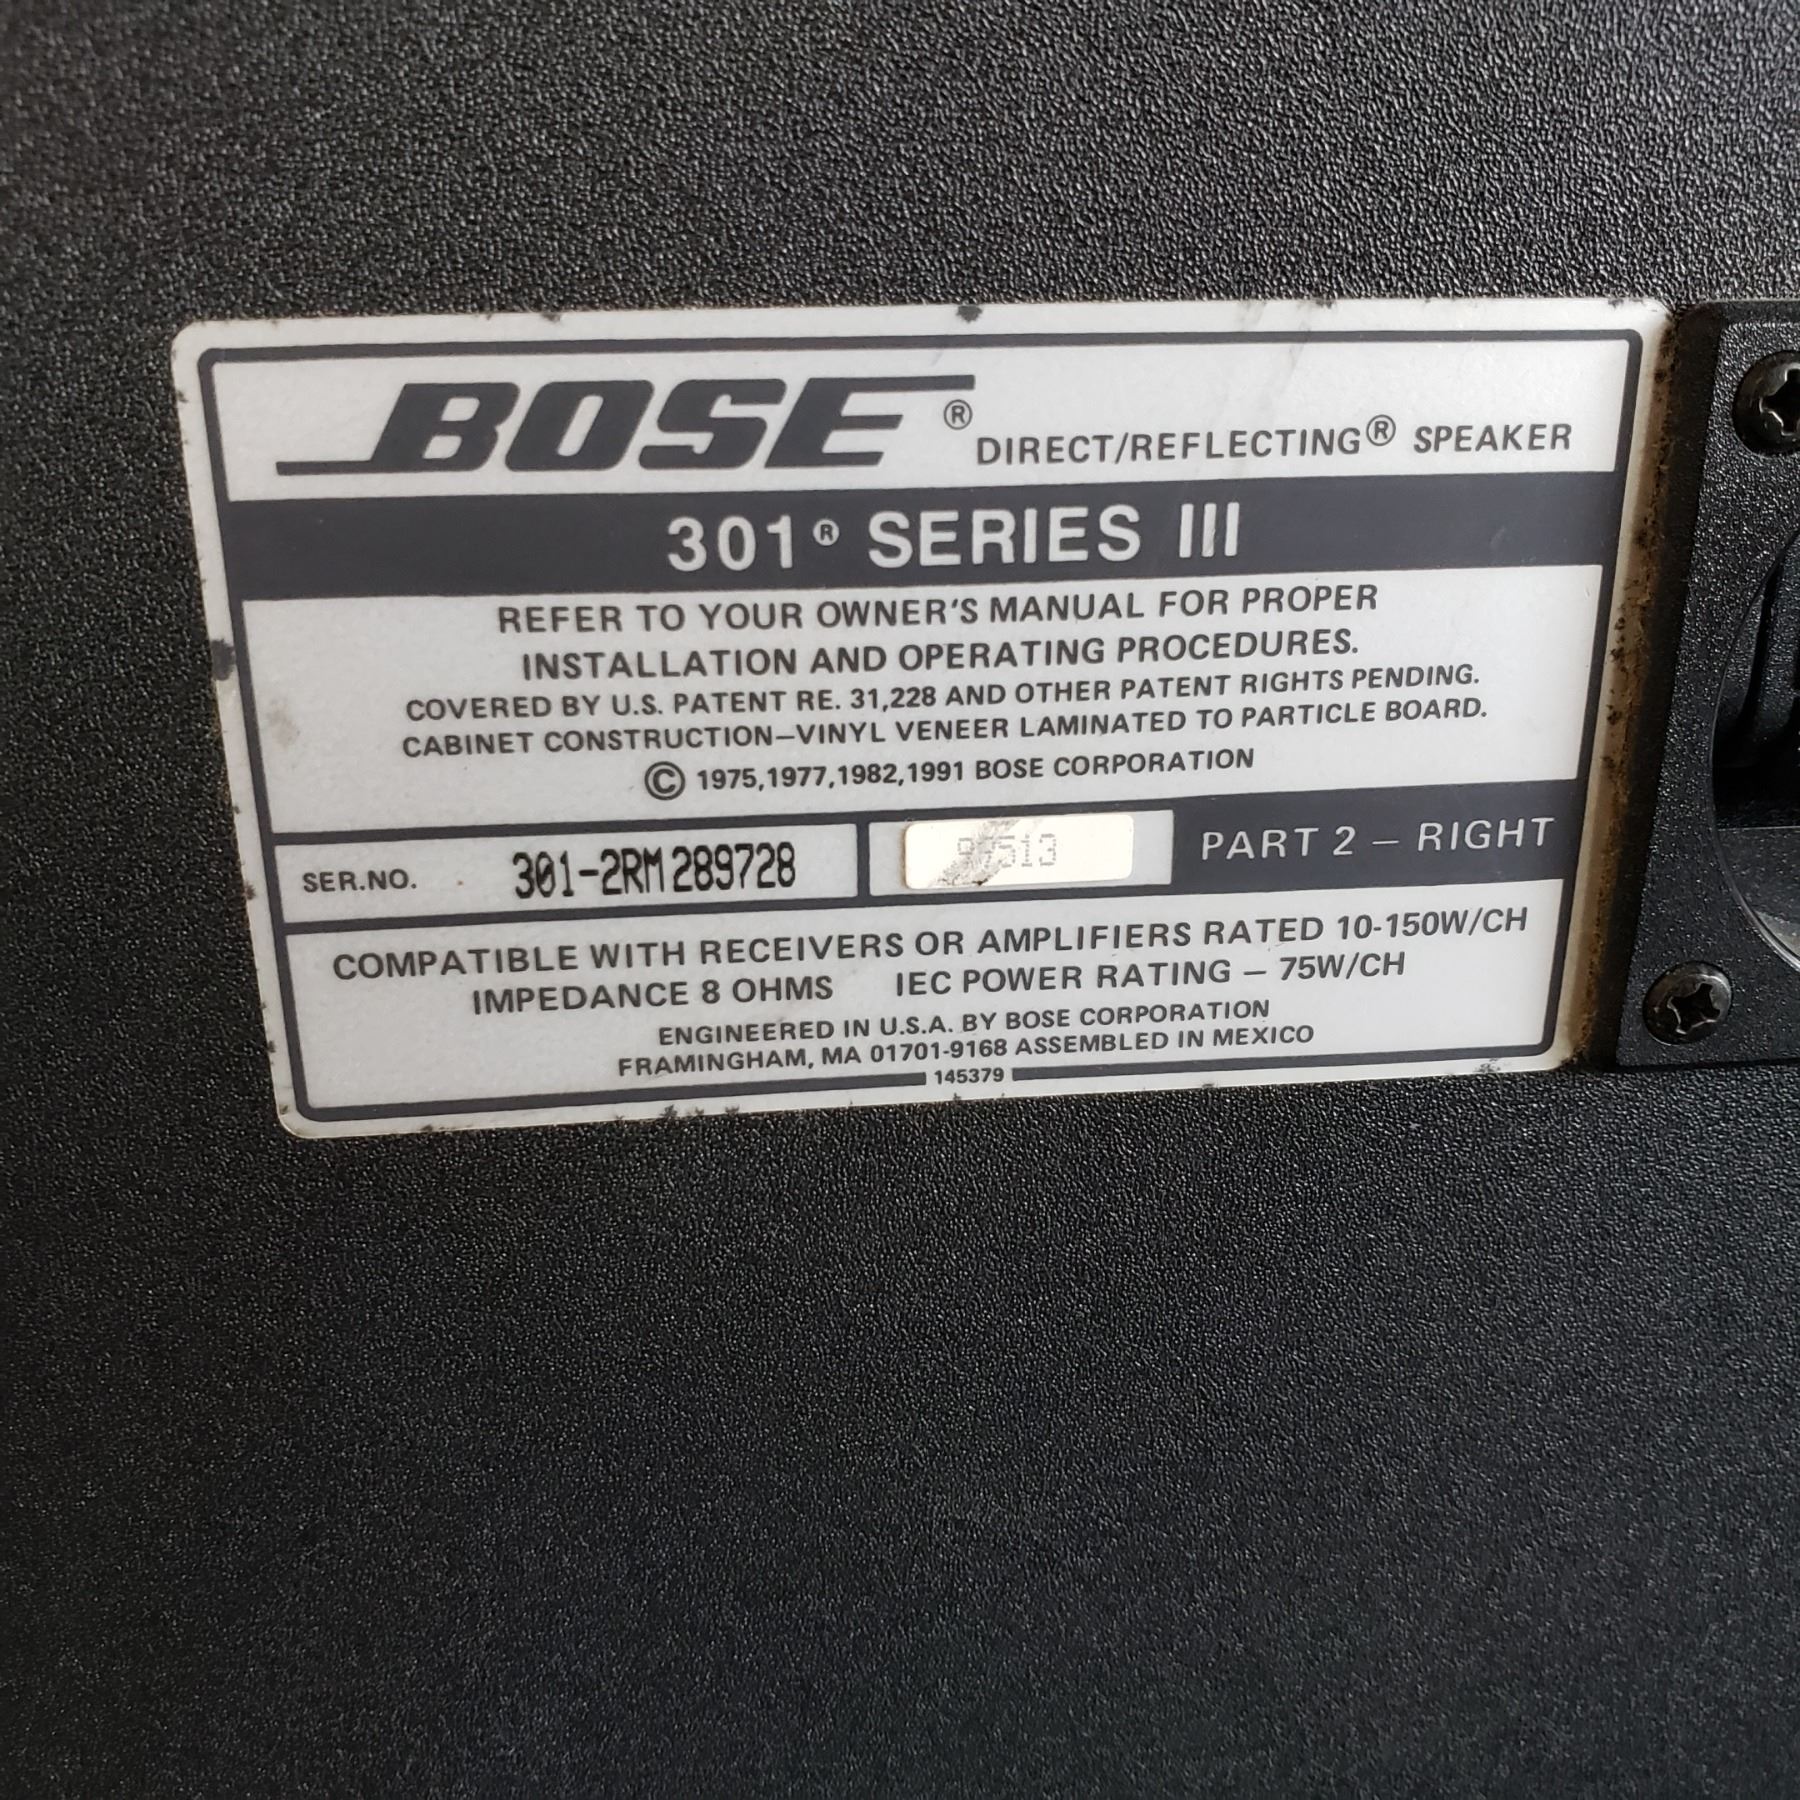 BOSE® DIRECT/REFLECTING® SPEAKER
301® SERIES III
REFER TO YOUR OWNER'S MANUAL FOR PROPER
INSTALLATION AND OPERATING PROCEDURES.
COVERED BY U.S. PATENT RE. 31,228 AND OTHER PATENT RIGHTS PENDING.
CABINET CONSTRUCTION—VINYL VENEER LAMINATED TO PARTICLE BOARD.
© 1975,1977,1982,1991 BOSE CORPORATION
SER.NO. 301-2RM289728 PART 2 — RIGHT
COMPATIBLE WITH RECEIVERS OR AMPLIFIERS RATED 10-150W/CH
IMPEDANCE 8 OHMS IEC POWER RATING — 75W/CH
ENGINEERED IN U.S.A. BY BOSE CORPORATION
FRAMINGHAM, MA 01701-9168 ASSEMBLED IN MEXICO
145379